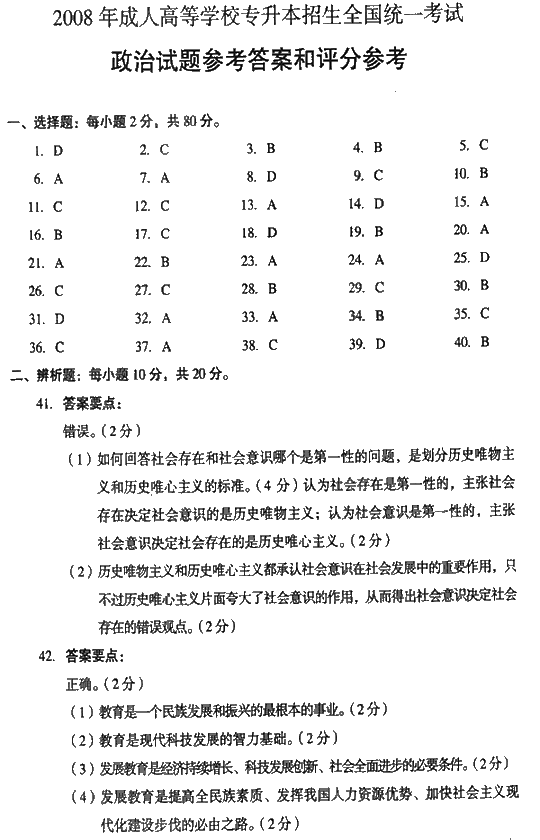 2008年成人高等学校专升本招生全国统一考试
政治试题参考答案和评分参考
一、选择题：每小题2分，共80分。
1. D 2. C 3. B 4. B 5. C
6. A 7. A 8. D 9. C 10. B
11. C 12. C 13. A 14. D 15. A
16. B 17. C 18. D 19. B 20. A
21. A 22. B 23. A 24. A 25. D
26. C 27. C 28. B 29. C 30. B
31. D 32. A 33. A 34. B 35. C
36. C 37. A 38. C 39. D 40. B
二、辨析题：每小题10分，共20分。
41. 答案要点：
错误。（2分）
（1）如何回答社会存在和社会意识哪个是第一性的问题，是划分历史唯物主
义和历史唯心主义的标准。（4分）认为社会存在是第一性的，主张社会
存在决定社会意识的是历史唯物主义；认为社会意识是第一性的，主张
社会意识决定社会存在的是历史唯心主义。（2分）
（2）历史唯物主义和历史唯心主义都承认社会意识在社会发展中的重要作用，只
不过历史唯心主义片面夸大了社会意识的作用，从而得出社会意识决定社会
存在的错误观点。（2分）
42. 答案要点：
正确。（2分）
（1）教育是一个民族发展和振兴的最根本的事业。（2分）
（2）教育是现代科技发展的智力基础。（2分）
（3）发展教育是经济持续增长、科技发展创新、社会全面进步的必要条件。（2分）
（4）发展教育是提高全民族素质、发挥我国人力资源优势、加快社会主义现
代化建设步伐的必由之路。（2分）